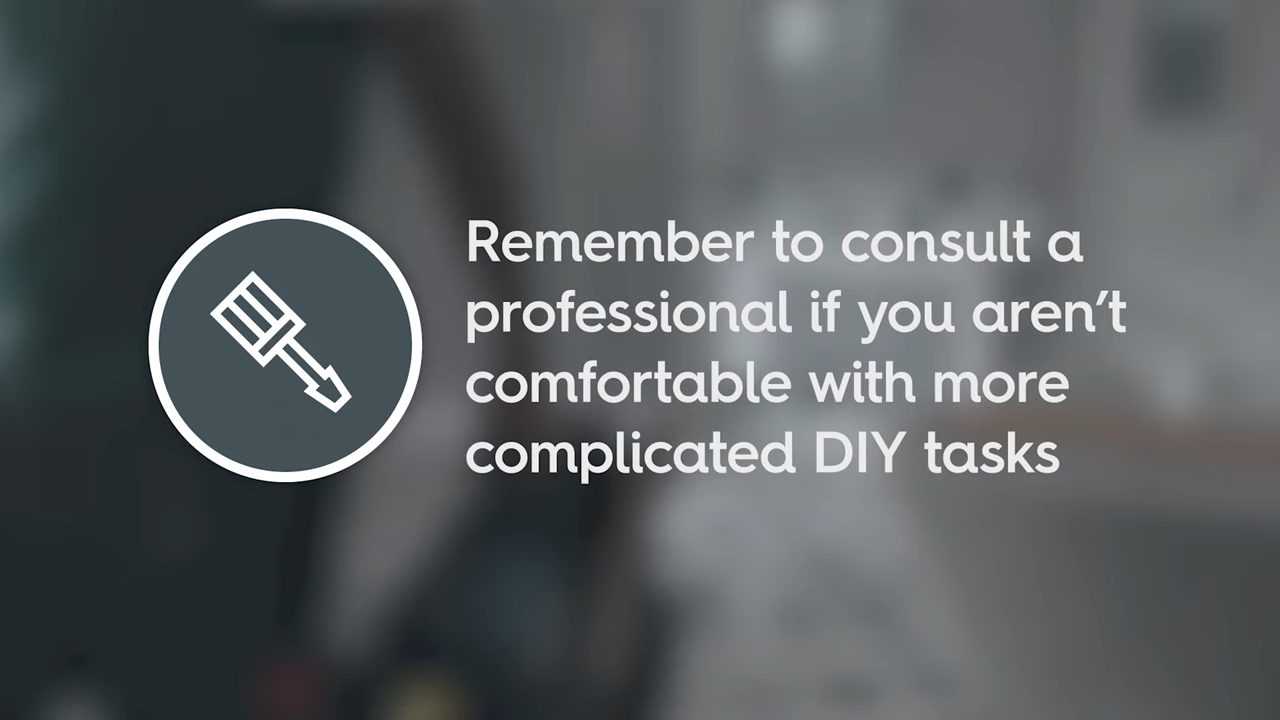 Remember to consult a
professional if you aren’t
comfortable with more
complicated DIY tasks